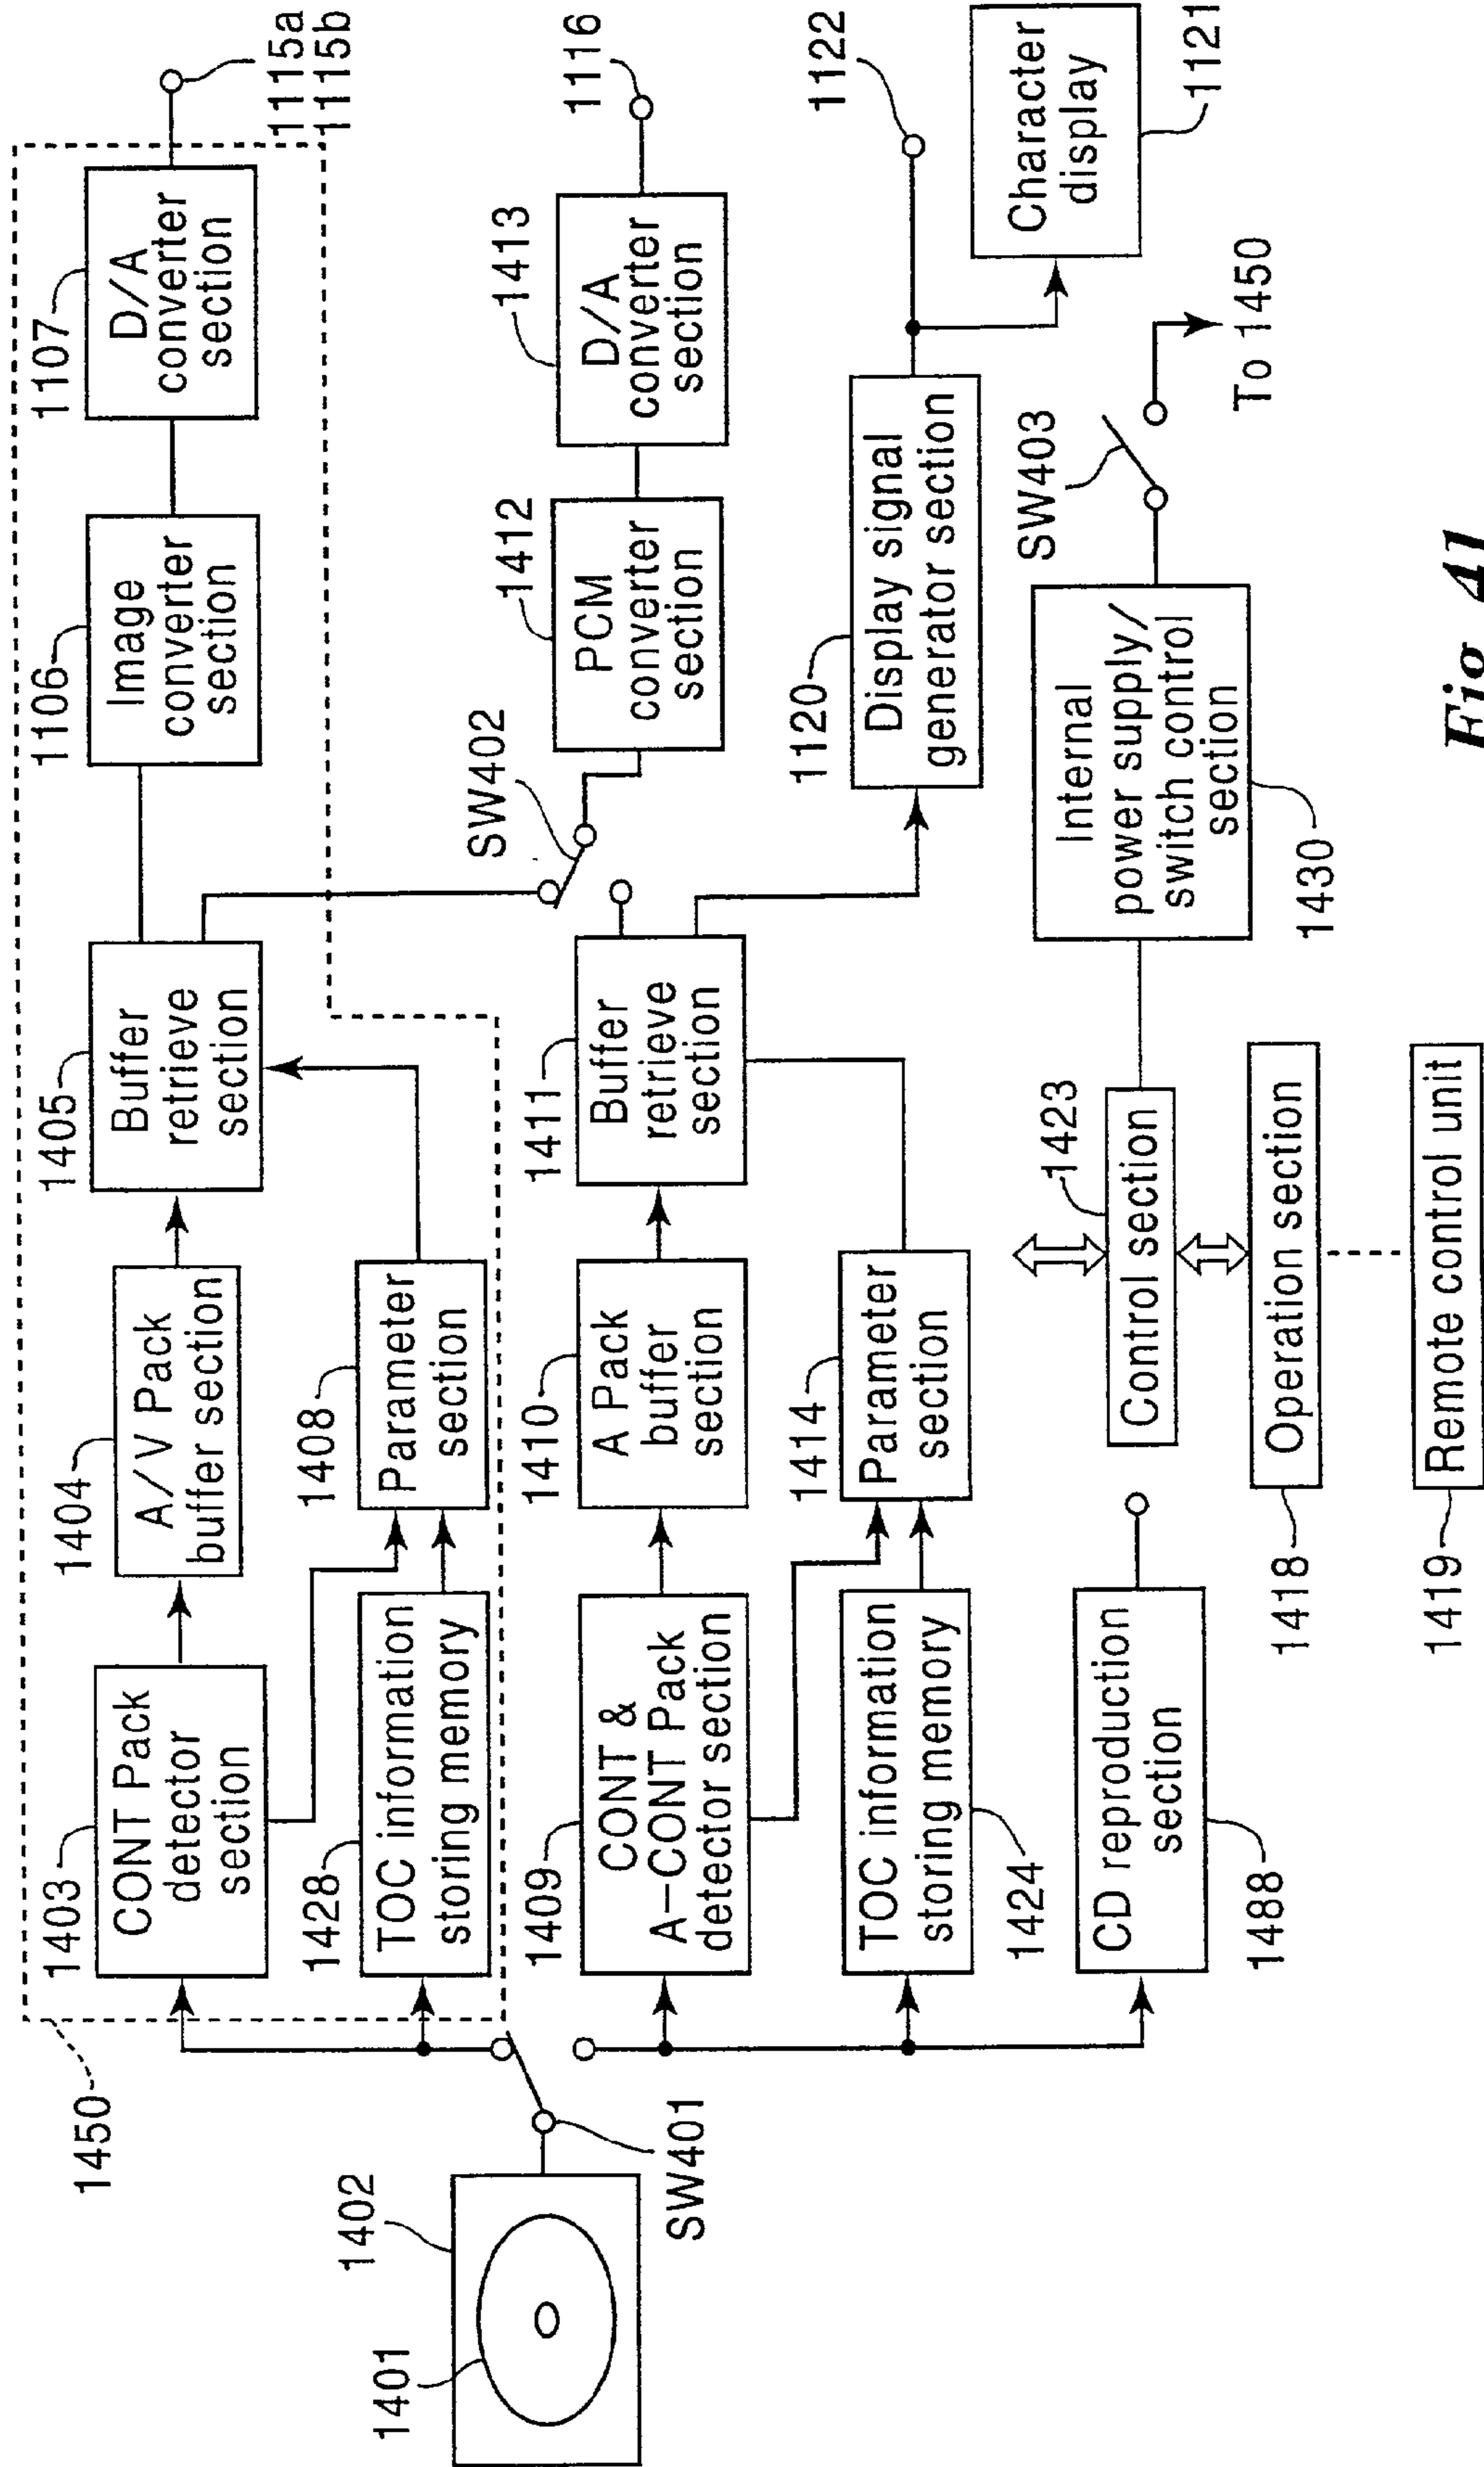 1450
1403
CONT Pack
detector
section
1404
A/V Pack
buffer section
1405
Buffer
retrieve
section
1106
Image
converter
section
1107
D/A
converter
section
1115a
1115b
1428
TOC information
storing memory
1408
Parameter
section
1402
1401
SW401
1409
CONT &
A-CONT Pack
detector section
1410
A Pack
buffer
section
1411
Buffer
retrieve
section
SW402
1412
PCM
converter
section
1413
D/A
converter
section
1116
1424
TOC information
storing memory
1414
Parameter
section
1120
Display signal
generator section
1122
Character
display
1121
1488
CD reproduction
section
1423
Control section
1430
Internal
power supply/
switch control
section
SW403
To 1450
1418
Operation section
1419
Remote control unit
Fig. 41